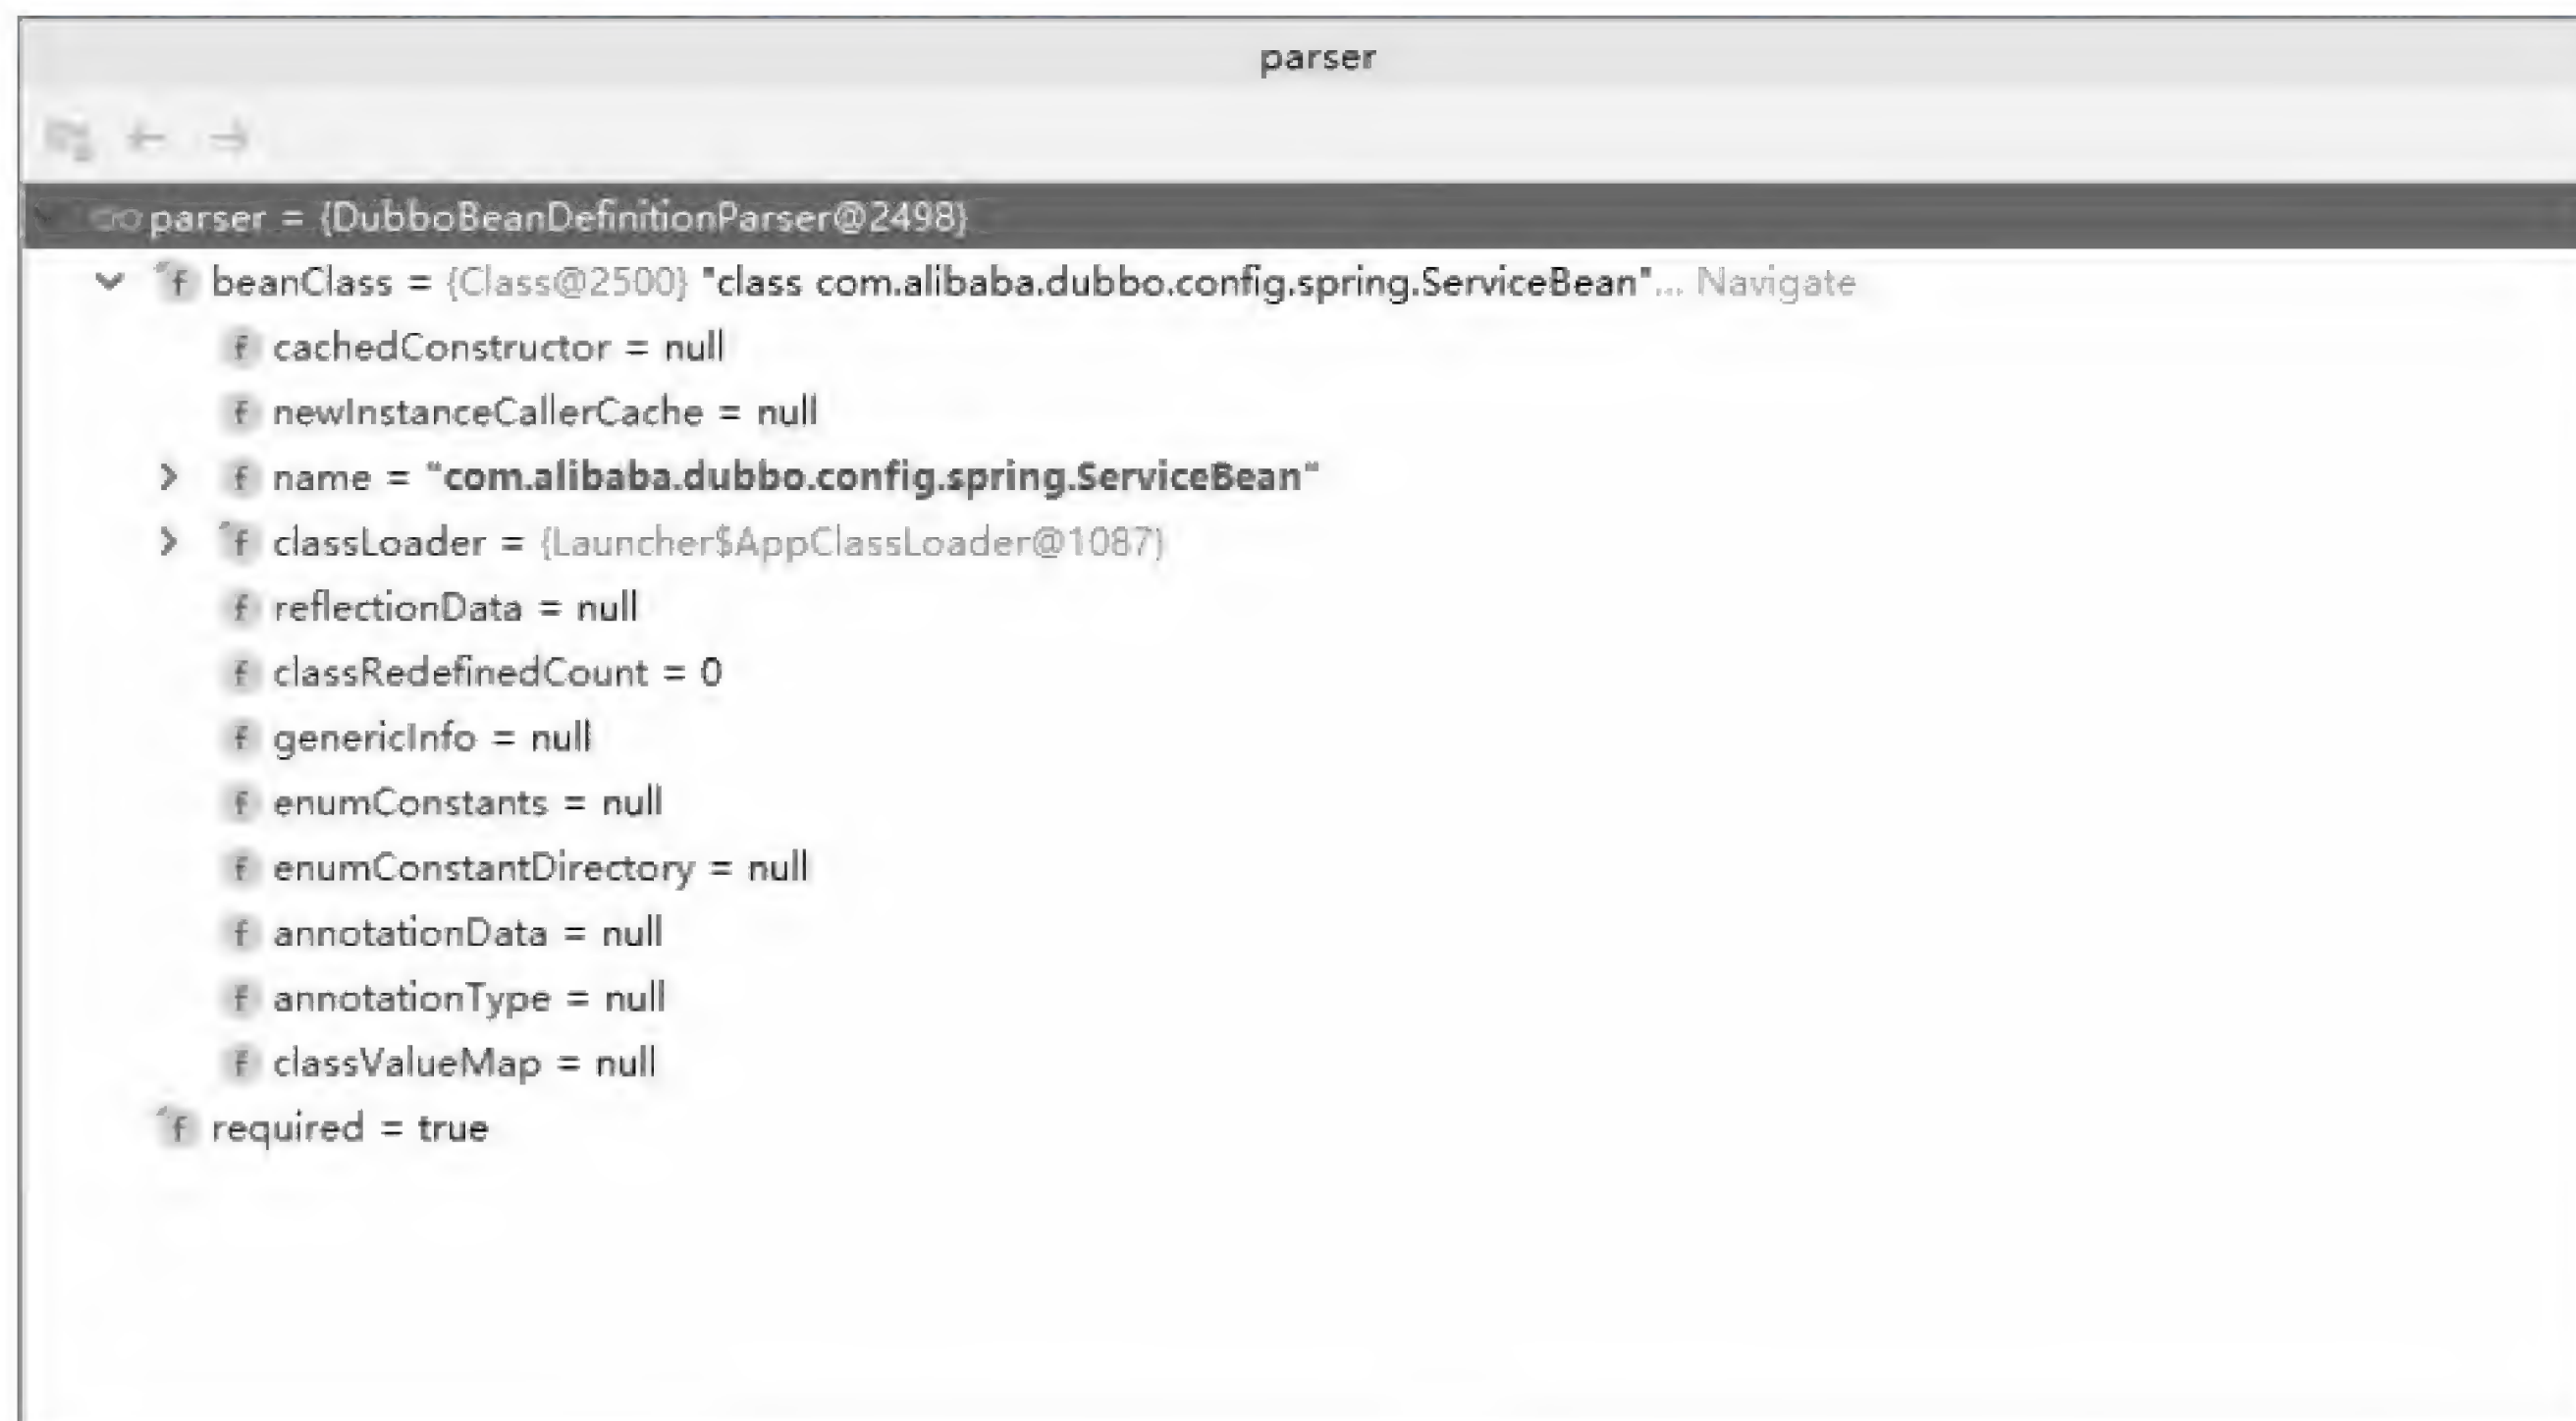 parser
parser = {DubboBeanDefinitionParser@2498}
f beanClass = {Class@2500} "class com.alibaba.dubbo.config.spring.ServiceBean"... Navigate
f cachedConstructor = null
f newInstanceCallerCache = null
f name = "com.alibaba.dubbo.config.spring.ServiceBean"
f classLoader = {Launcher$AppClassLoader@1087}
f reflectionData = null
f classRedefinedCount = 0
f genericInfo = null
f enumConstants = null
f enumConstantDirectory = null
f annotationData = null
f annotationType = null
f classValueMap = null
f required = true